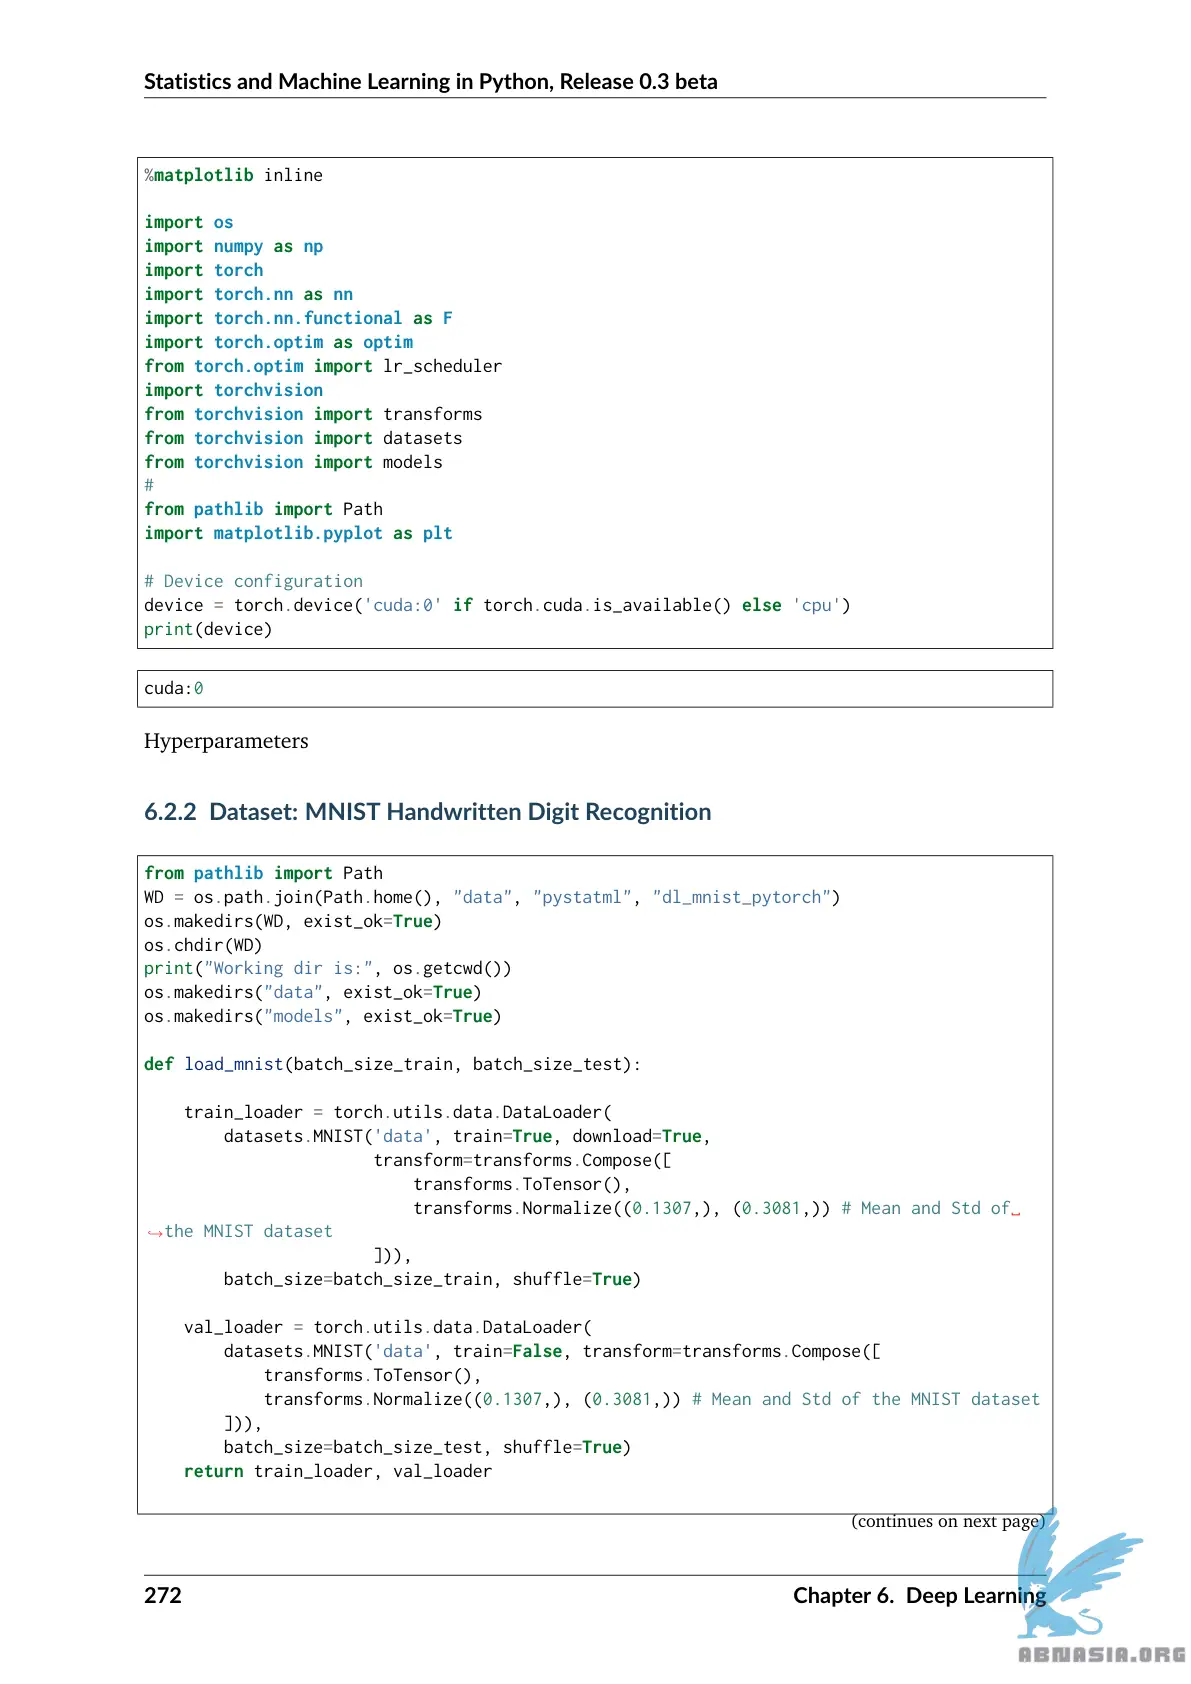 Statistics and Machine Learning in Python, Release 0.3 beta
%matplotlib inline
import os
import numpy as np
import torch
import torch.nn as nn
import torch.nn.functional as F
import torch.optim as optim
from torch.optim import lr_scheduler
import torchvision
from torchvision import transforms
from torchvision import datasets
from torchvision import models
#
from pathlib import Path
import matplotlib.pyplot as plt
# Device configuration
device = torch.device('cuda:0' if torch.cuda.is_available() else 'cpu')
print(device)
cuda:0
Hyperparameters
6.2.2 Dataset: MNIST Handwritten Digit Recognition
from pathlib import Path
WD = os.path.join(Path.home(), "data", "pystatml", "dl_mnist_pytorch")
os.makedirs(WD, exist_ok=True)
os.chdir(WD)
print("Working dir is:", os.getcwd())
os.makedirs("data", exist_ok=True)
os.makedirs("models", exist_ok=True)
def load_mnist(batch_size_train, batch_size_test):
    train_loader = torch.utils.data.DataLoader(
        datasets.MNIST('data', train=True, download=True,
                       transform=transforms.Compose([
                           transforms.ToTensor(),
                           transforms.Normalize((0.1307,), (0.3081,)) # Mean and Std of␣
↪the MNIST dataset
                       ])),
        batch_size=batch_size_train, shuffle=True)
    val_loader = torch.utils.data.DataLoader(
        datasets.MNIST('data', train=False, transform=transforms.Compose([
            transforms.ToTensor(),
            transforms.Normalize((0.1307,), (0.3081,)) # Mean and Std of the MNIST dataset
        ])),
        batch_size=batch_size_test, shuffle=True)
    return train_loader, val_loader
(continues on next page)
272 Chapter 6. Deep Learning
ABNASIA.ORG